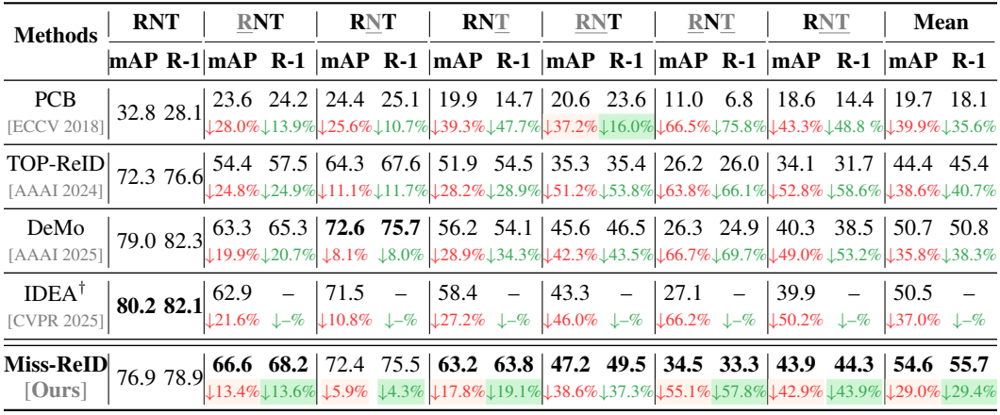 Methods RNT RNT RNT RNT RNT RNT RNT Mean
mAP R-1 mAP R-1 mAP R-1 mAP R-1 mAP R-1 mAP R-1 mAP R-1 mAP R-1
PCB 32.8 28.1 23.6 24.2 24.4 25.1 19.9 14.7 20.6 23.6 11.0 6.8 18.6 14.4 19.7 18.1
[ECCV 2018] ↓28.0% ↓13.9% ↓25.6% ↓10.7% ↓39.3% ↓47.7% ↓37.2% ↓16.0% ↓66.5% ↓75.8% ↓43.3% ↓48.8 % ↓39.9% ↓35.6%
TOP-ReID 72.3 76.6 54.4 57.5 64.3 67.6 51.9 54.5 35.3 35.4 26.2 26.0 34.1 31.7 44.4 45.4
[AAAI 2024] ↓24.8% ↓24.9% ↓11.1% ↓11.7% ↓28.2% ↓28.9% ↓51.2% ↓53.8% ↓63.8% ↓66.1% ↓52.8% ↓58.6% ↓38.6% ↓40.7%
DeMo 79.0 82.3 63.3 65.3 72.6 75.7 56.2 54.1 45.6 46.5 26.3 24.9 40.3 38.5 50.7 50.8
[AAAI 2025] ↓19.9% ↓20.7% ↓8.1% ↓8.0% ↓28.9% ↓34.3% ↓42.3% ↓43.5% ↓66.7% ↓69.7% ↓49.0% ↓53.2% ↓35.8% ↓38.3%
IDEA† 80.2 82.1 62.9 – 71.5 – 58.4 – 43.3 – 27.1 – 39.9 – 50.5 –
[CVPR 2025] ↓21.6% ↓–% ↓10.8% ↓–% ↓27.2% ↓–% ↓46.0% ↓–% ↓66.2% ↓–% ↓50.2% ↓–% ↓37.0% ↓–%
Miss-ReID 76.9 78.9 66.6 68.2 72.4 75.5 63.2 63.8 47.2 49.5 34.5 33.3 43.9 44.3 54.6 55.7
[Ours] ↓13.4% ↓13.6% ↓5.9% ↓4.3% ↓17.8% ↓19.1% ↓38.6% ↓37.3% ↓55.1% ↓57.8% ↓42.9% ↓43.9% ↓29.0% ↓29.4%